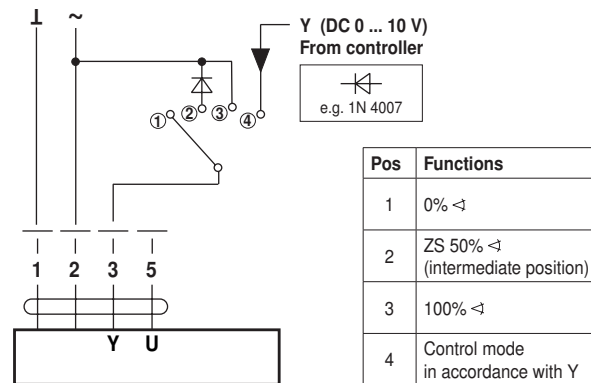 ⊥ ~
Y (DC 0 ... 10 V)
From controller
e.g. 1N 4007
① ② ③ ④
1 2 3 5
Y U
Pos Functions
1 0% ∢
2 ZS 50% ∢
(intermediate position)
3 100% ∢
4 Control mode
in accordance with Y